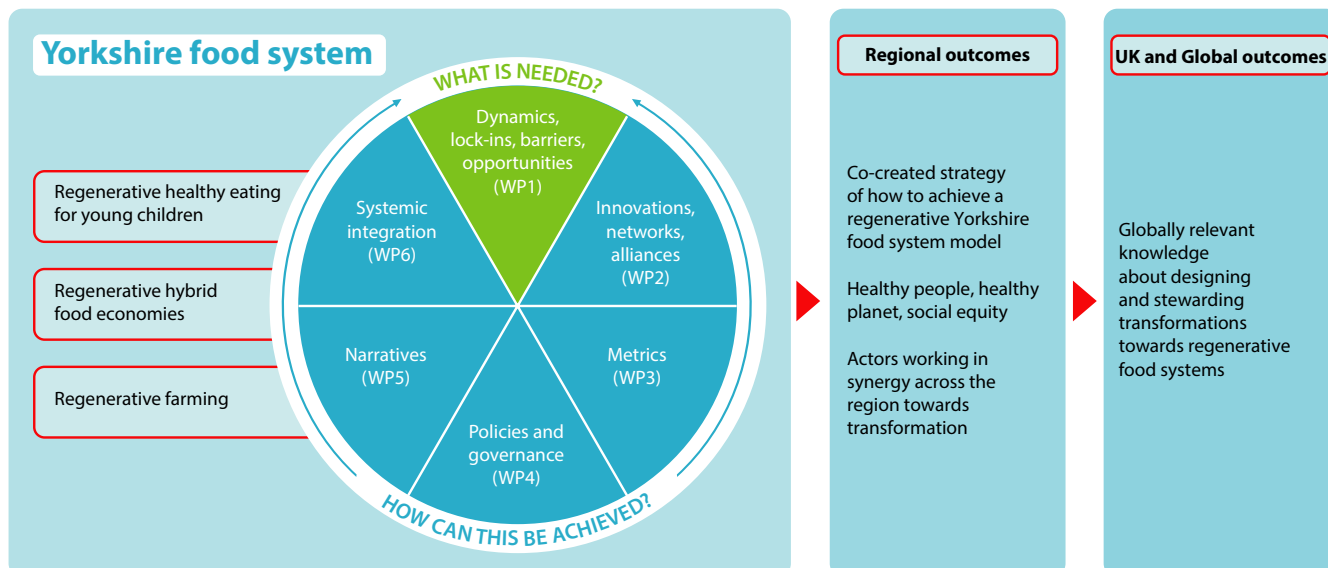 Yorkshire food system
WHAT IS NEEDED?
Dynamics,
lock-ins, barriers,
opportunities
(WP1)
Innovations,
networks,
alliances
(WP2)
Metrics
(WP3)
Policies and
governance
(WP4)
Narratives
(WP5)
Systemic
integration
(WP6)
HOW CAN THIS BE ACHIEVED?
Regenerative healthy eating
for young children
Regenerative hybrid
food economies
Regenerative farming
Regional outcomes
Co-created strategy
of how to achieve a
regenerative Yorkshire
food system model
Healthy people, healthy
planet, social equity
Actors working in
synergy across the
region towards
transformation
UK and Global outcomes
Globally relevant
knowledge
about designing
and stewarding
transformations
towards regenerative
food systems